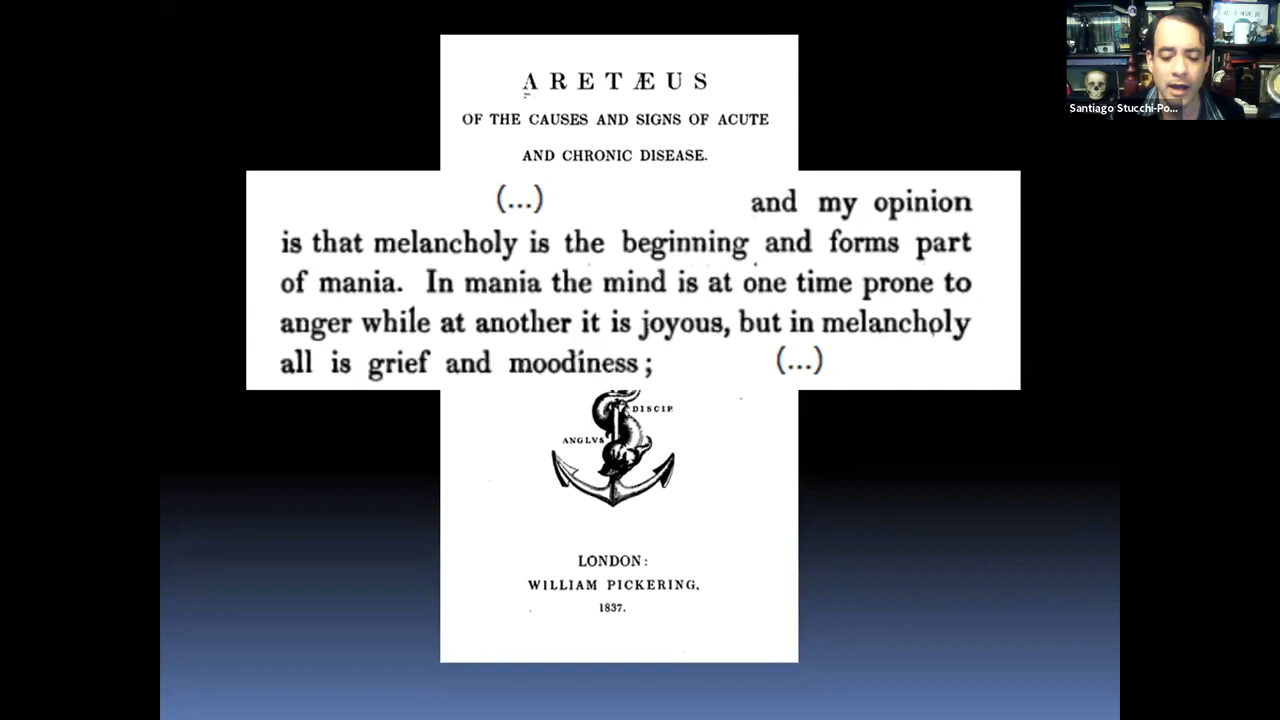 ARETÆUS
OF THE CAUSES AND SIGNS OF ACUTE
AND CHRONIC DISEASE.
(...) and my opinion
is that melancholy is the beginning and forms part
of mania. In mania the mind is at one time prone to
anger while at another it is joyous, but in melancholy
all is grief and moodiness; (...)
DISCIP.
ANGLVS
LONDON:
WILLIAM PICKERING,
1837.
Santiago Stucchi-Po...